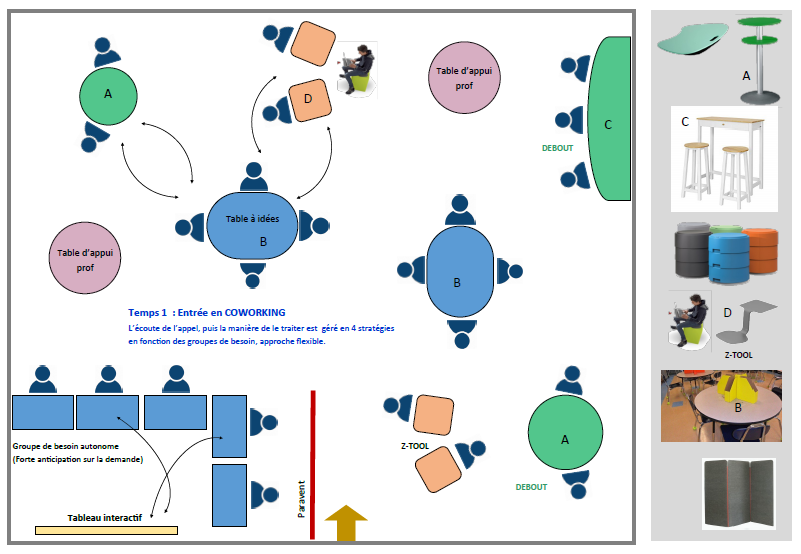 A
D
Table d'appui
prof
C
DEBOUT
Table à idées
B
Table d'appui
prof
B
Temps 1 : Entrée en COWORKING
L'écoute de l'appel, puis la manière de le traiter est géré en 4 stratégies
en fonction des groupes de besoin, approche flexible.
Groupe de besoin autonome
(Forte anticipation sur la demande)
Tableau interactif
Paravent
Z-TOOL
A
DEBOUT
A
C
D
Z-TOOL
B